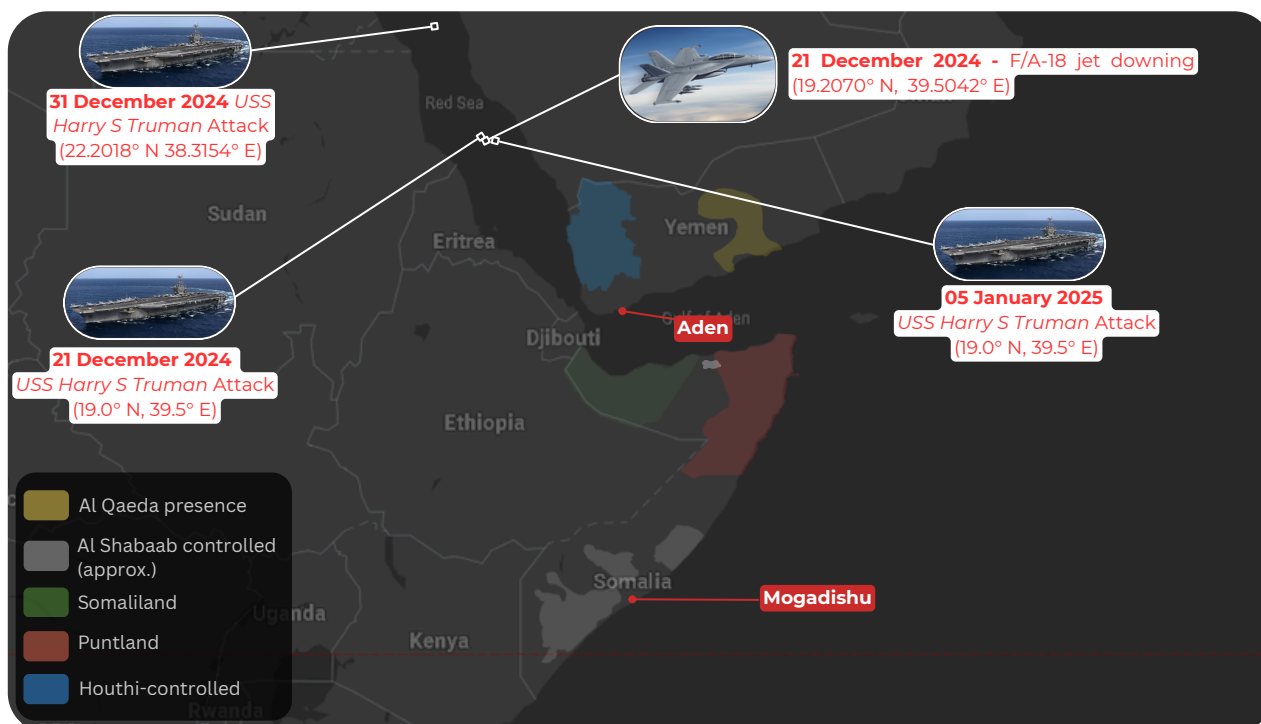 31 December 2024 USS
Harry S Truman Attack
(22.2018° N 38.3154° E)
21 December 2024 - F/A-18 jet downing
(19.2070° N, 39.5042° E)
Red Sea
Sudan
Eritrea
Yemen
05 January 2025
USS Harry S Truman Attack
(19.0° N, 39.5° E)
Aden
Djibouti
21 December 2024
USS Harry S Truman Attack
(19.0° N, 39.5° E)
Ethiopia
Al Qaeda presence
Al Shabaab controlled
(approx.)
Somaliland
Puntland
Houthi-controlled
Somalia
Mogadishu
Uganda
Kenya
Rwanda